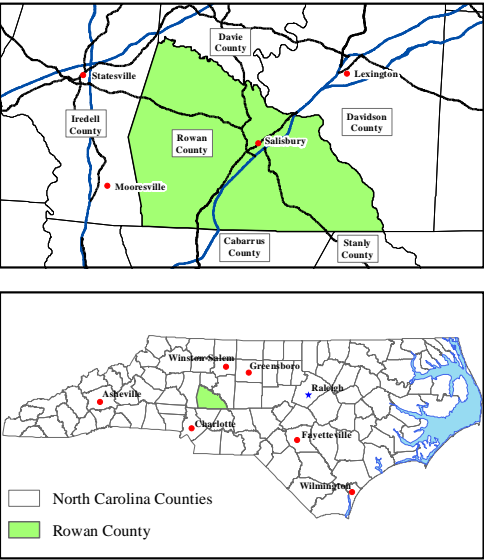 Davie
County
Statesville
Lexington
Iredell
County
Davidson
County
Rowan
County
Salisbury
Mooresville
Cabarrus
County
Stanly
County
Winston-Salem
Greensboro
Asheville
Raleigh
Charlotte
Fayetteville
Wilmington
North Carolina Counties
Rowan County